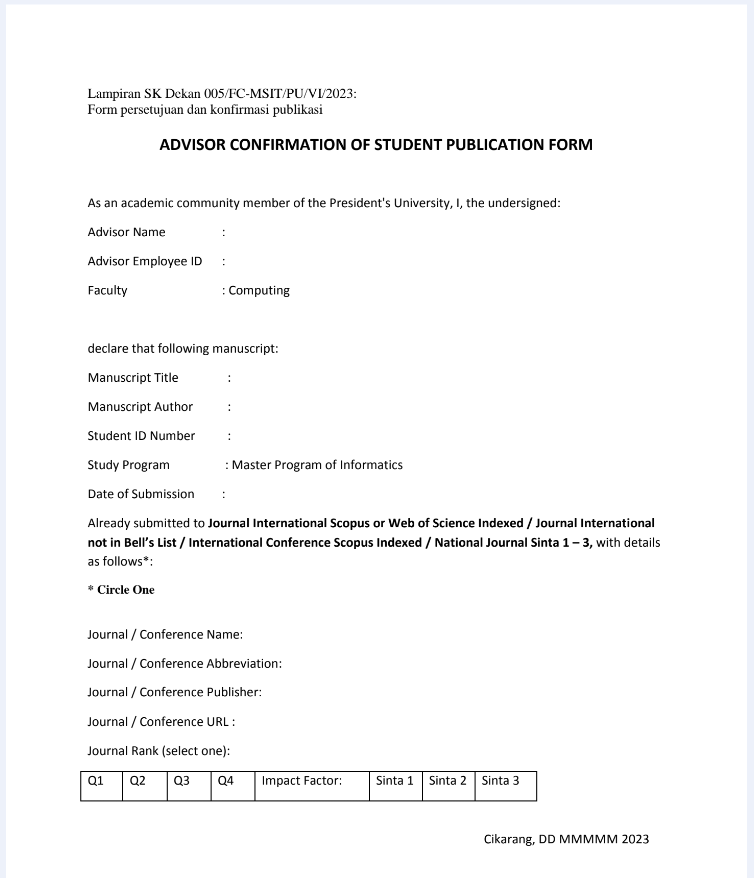 Lampiran SK Dekan 005/FC-MSIT/PU/VI/2023:
Form persetujuan dan konfirmasi publikasi
ADVISOR CONFIRMATION OF STUDENT PUBLICATION FORM
As an academic community member of the President's University, I, the undersigned:
Advisor Name :
Advisor Employee ID :
Faculty : Computing
declare that following manuscript:
Manuscript Title :
Manuscript Author :
Student ID Number :
Study Program : Master Program of Informatics
Date of Submission :
Already submitted to Journal International Scopus or Web of Science Indexed / Journal International
not in Bell's List / International Conference Scopus Indexed / National Journal Sinta 1 – 3, with details
as follows*:
* Circle One
Journal / Conference Name:
Journal / Conference Abbreviation:
Journal / Conference Publisher:
Journal / Conference URL :
Journal Rank (select one):
Q1 Q2 Q3 Q4 Impact Factor: Sinta 1 Sinta 2 Sinta 3
Cikarang, DD MMMMM 2023